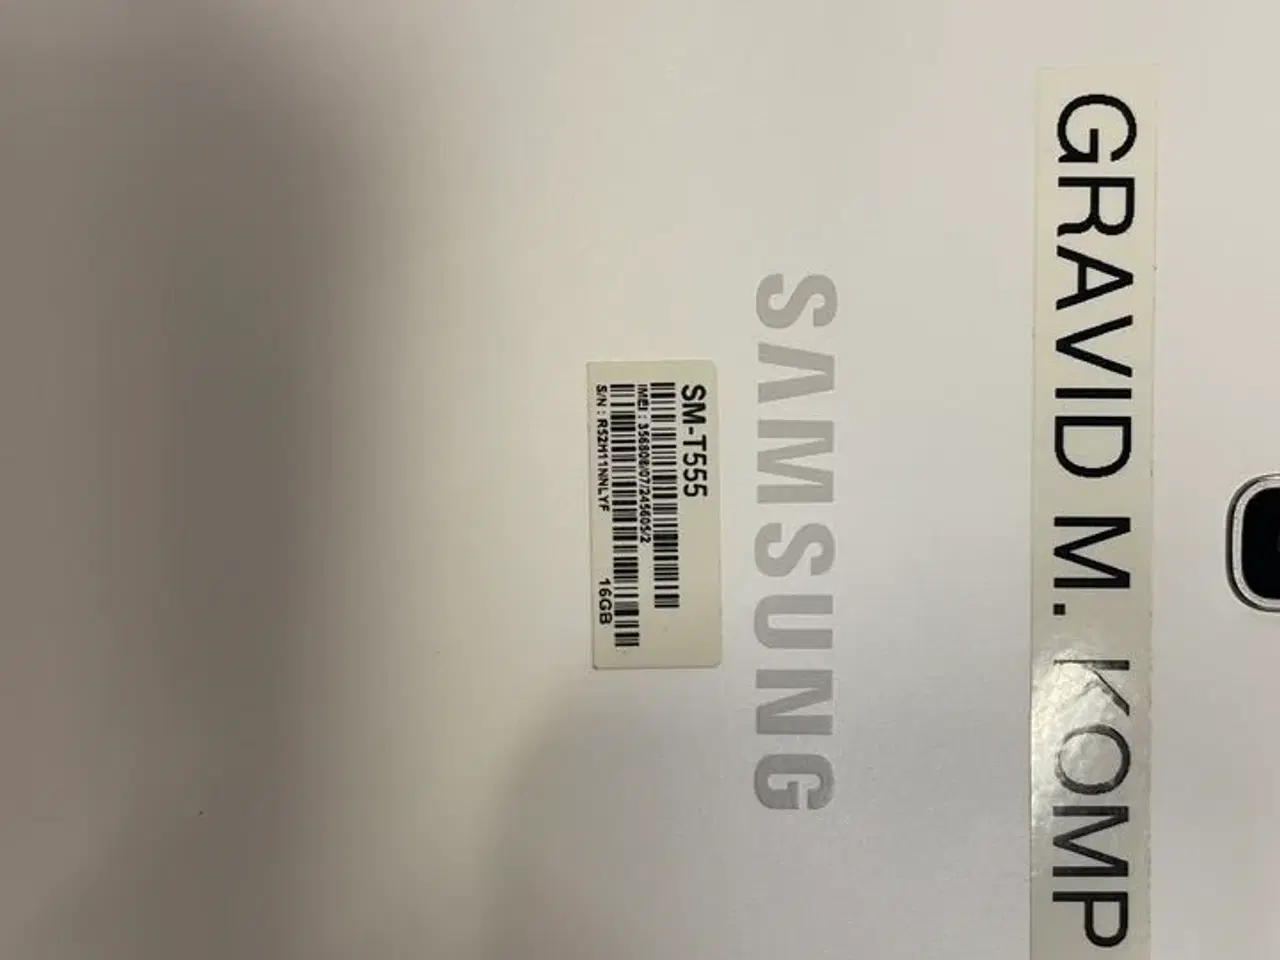 GRAVID M. KOMP
SAMSUNG
SM-T555
IMEI : 356808/07/245605/2
S/N : R52H11NNLYF 16GB